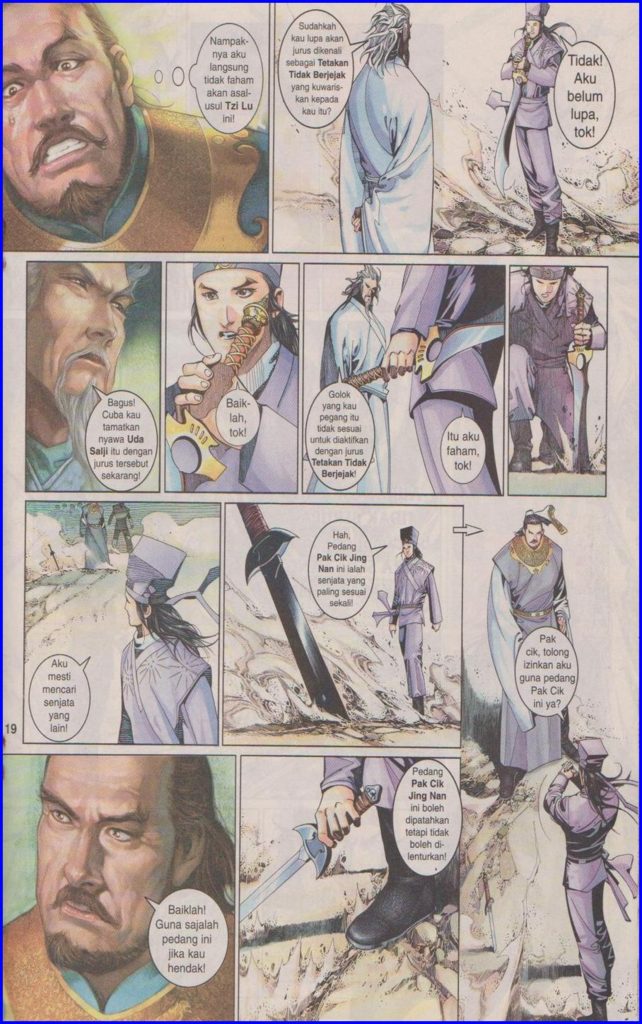 Nampak-
nya aku
langsung
tidak faham
akan asal-
usul Tzi Lu
ini!
Sudahkah
kau lupa akan
jurus dikenali
sebagai Tetakan
Tidak Berjejak
yang kuwaris-
kan kepada
kau itu?
Tidak!
Aku
belum
lupa,
tok!
Bagus!
Cuba kau
tamatkan
nyawa Uda
Salji itu dengan
jurus tersebut
sekarang!
Baik-
lah,
tok!
Golok
yang kau
pegang itu
tidak sesuai
untuk diaktifkan
dengan jurus
Tetakan Tidak
Berjejak!
Itu aku
faham,
tok!
Aku
mesti
mencari
senjata
yang
lain!
Hah,
Pedang
Pak Cik Jing
Nan ini ialah
senjata yang
paling sesuai
sekali!
Pak
cik, tolong
izinkan aku
guna pedang
Pak Cik
ini ya?
19
Baiklah!
Guna sajalah
pedang ini
jika kau
hendak!
Pedang
Pak Cik
Jing Nan
ini boleh
dipatahkan
tetapi tidak
boleh di-
lenturkan!